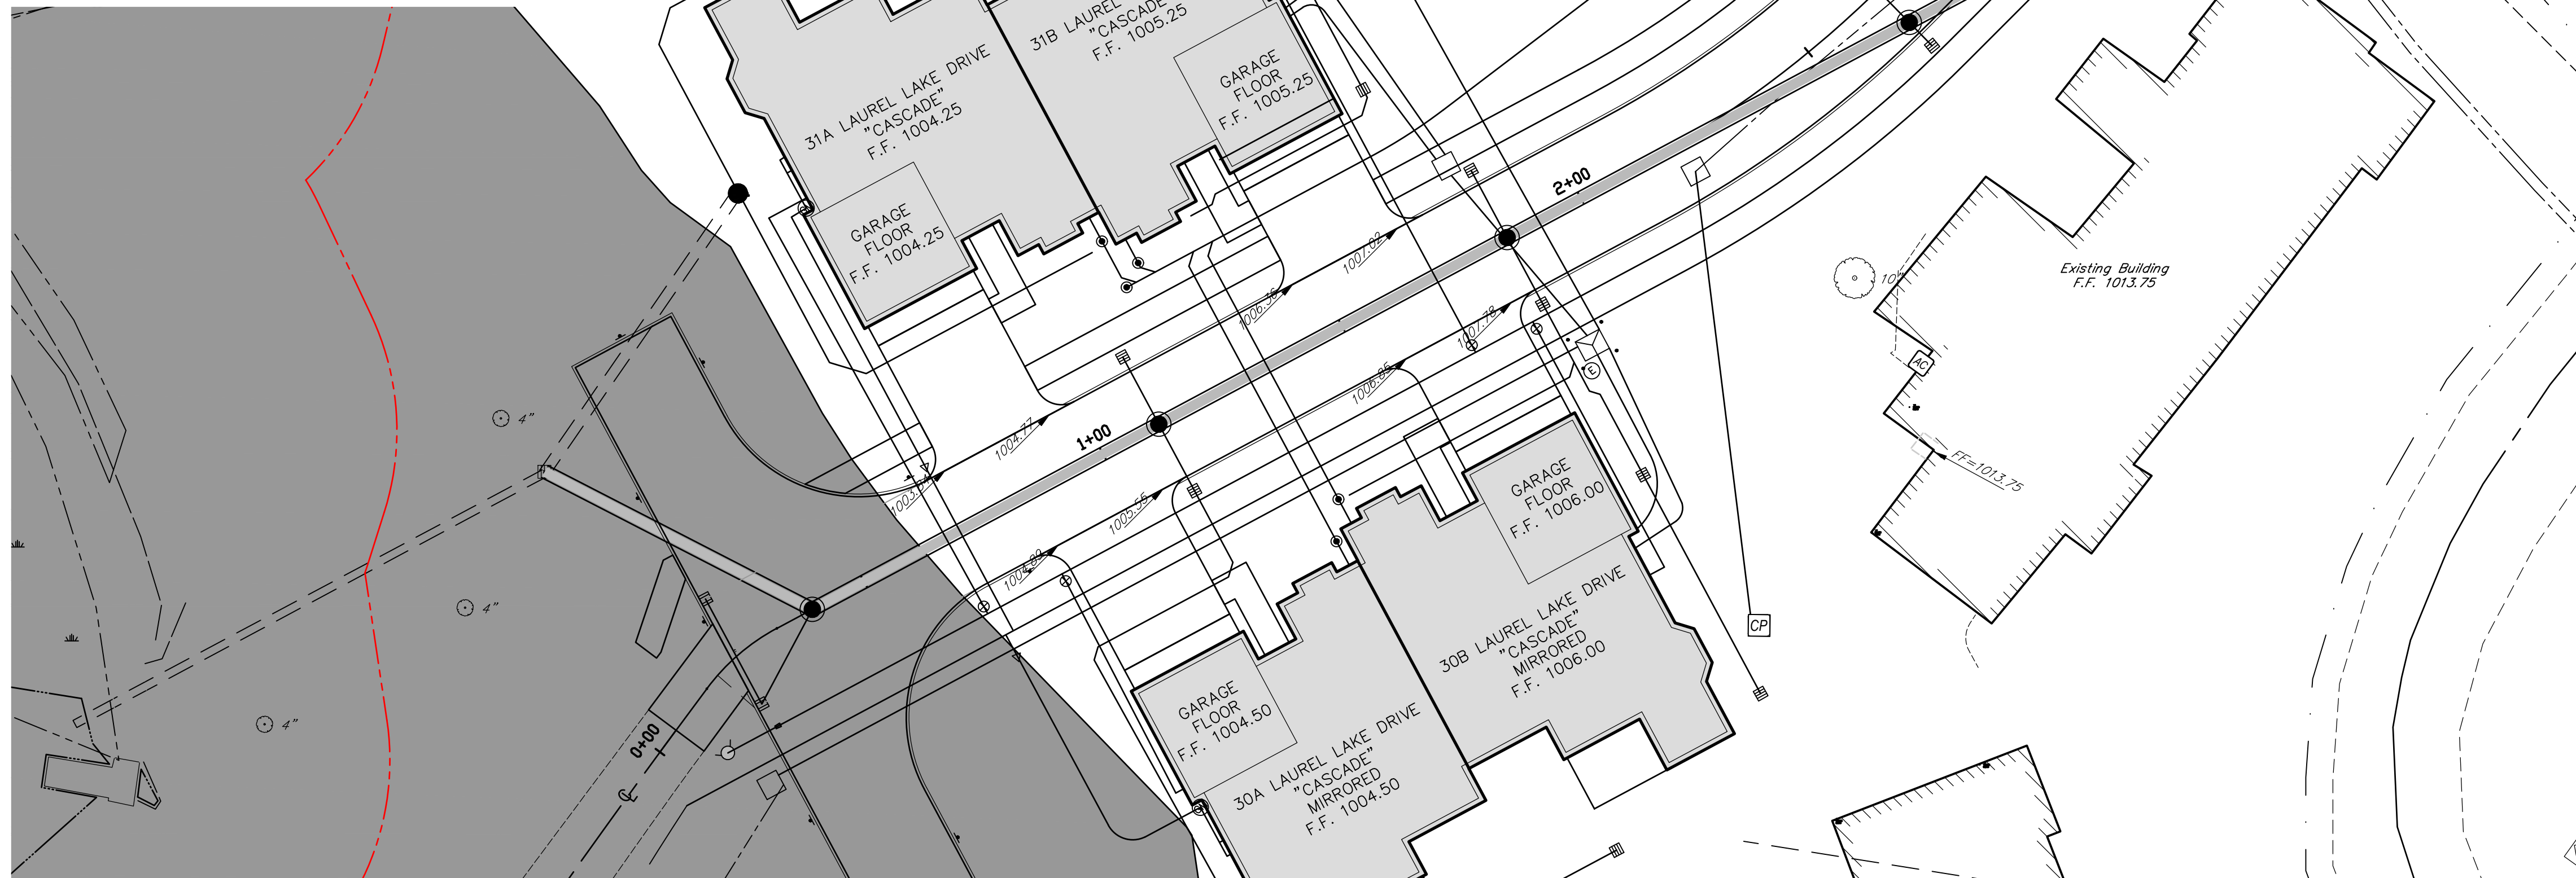 31A LAUREL LAKE DRIVE
"CASCADE"
F.F. 1004.25
31B LAUREL
"CASCADE"
F.F. 1005.25
GARAGE
FLOOR
F.F. 1005.25
GARAGE
FLOOR
F.F. 1004.25
2+00
1007.02
1006.36
1007.78
10"
Existing Building
F.F. 1013.75
AC
E
1006.85
4"
1004.77
1+00
FF=1013.75
1005.55
GARAGE
FLOOR
F.F. 1006.00
4"
30B LAUREL LAKE DRIVE
"CASCADE"
MIRRORED
F.F. 1006.00
CP
4"
0+00
GARAGE
FLOOR
F.F. 1004.50
30A LAUREL LAKE DRIVE
"CASCADE"
MIRRORED
F.F. 1004.50